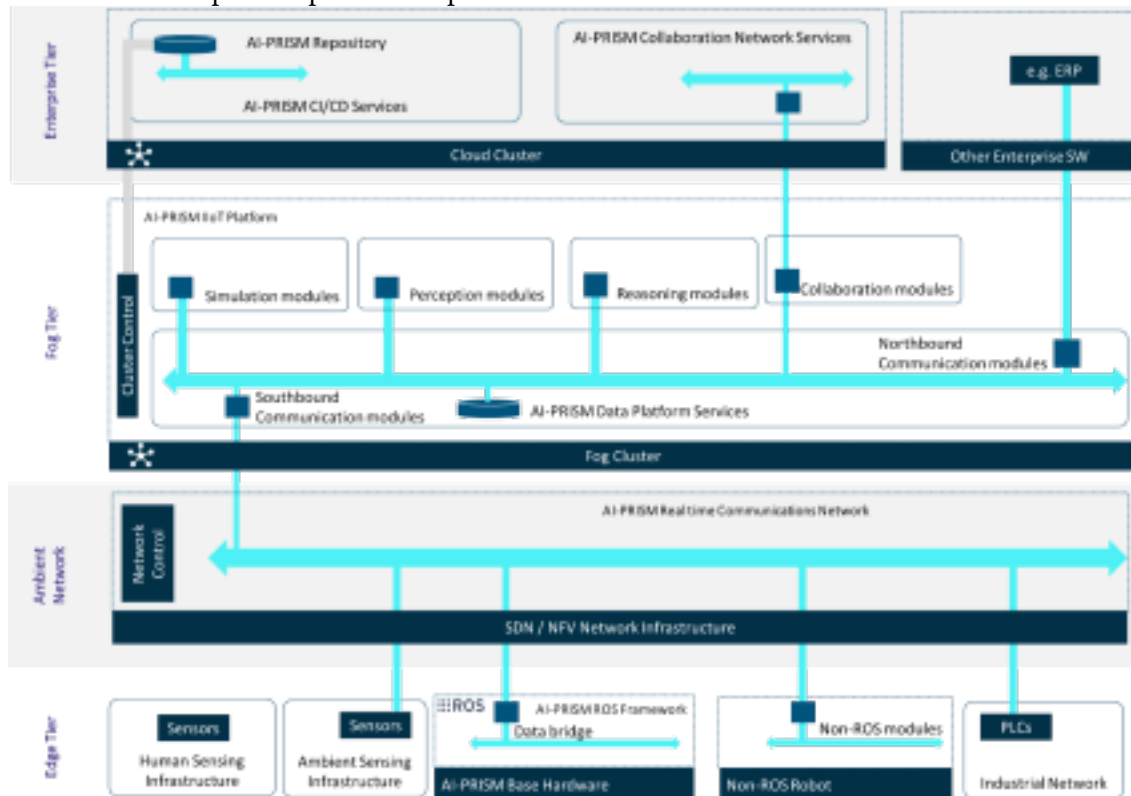 Enterprise Tier
AI-PRISM Repository
AI-PRISM CI/CD Services
AI-PRISM Collaboration Network Services
e.g. ERP
Cloud Cluster
Other Enterprise SW
Fog Tier
AI-PRISM IIoT Platform
Cluster Control
Simulation modules
Perception modules
Reasoning modules
Collaboration modules
Northbound
Communication modules
Southbound
Communication modules
AI-PRISM Data Platform Services
Fog Cluster
Ambient
Network
Network
Control
AI-PRISM Real time Communications Network
SDN / NFV Network Infrastructure
Edge Tier
Sensors
Human Sensing
Infrastructure
Sensors
Ambient Sensing
Infrastructure
ROS
AI-PRISM ROS Framework
Data bridge
AI-PRISM Base Hardware
Non-ROS modules
Non-ROS Robot
PLCs
Industrial Network